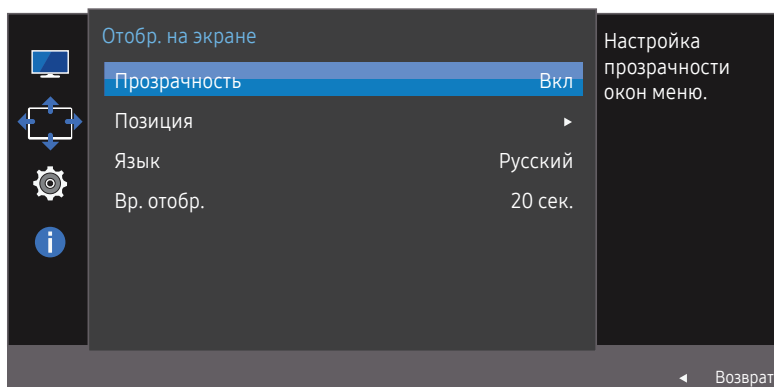 Отобр. на экране
Прозрачность Вкл
Позиция ▸
Язык Русский
Вр. отобр. 20 сек.
Настройка
прозрачности
окон меню.
◂ Возврат